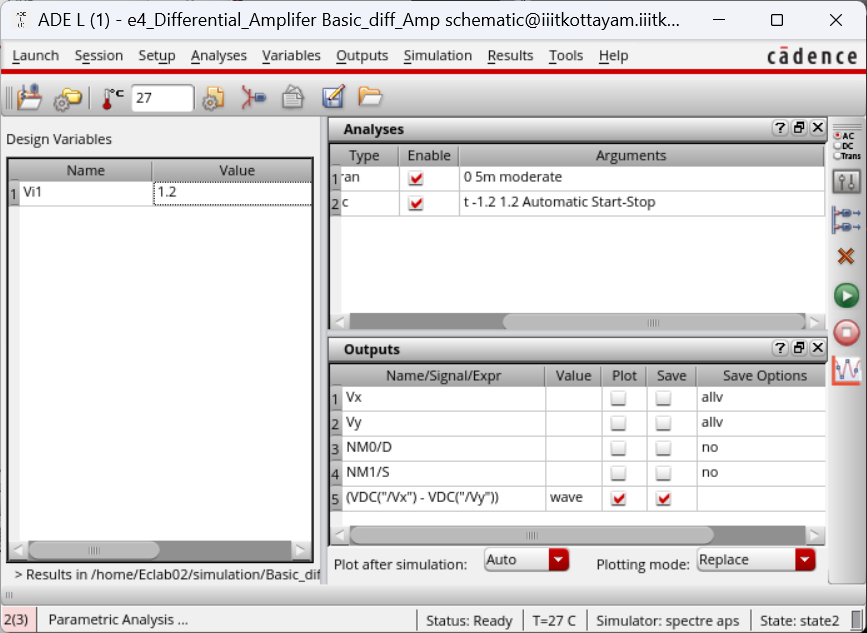 ADE L (1) - e4_Differential_Amplifer Basic_diff_Amp schematic@iiitkottayam.iiitk...
Launch Session Setup Analyses Variables Outputs Simulation Results Tools Help
cādence
°C 27
Design Variables
Name Value
1 Vi1 1.2
> Results in /home/Eclab02/simulation/Basic_dif
Analyses
Type Enable Arguments
1 ran 0 5m moderate
2 c t -1.2 1.2 Automatic Start-Stop
Outputs
Name/Signal/Expr Value Plot Save Save Options
1 Vx allv
2 Vy allv
3 NM0/D no
4 NM1/S no
5 (VDC("/Vx") - VDC("/Vy")) wave
Plot after simulation: Auto Plotting mode: Replace
AC
DC
Trans
2(3) Parametric Analysis ... Status: Ready T=27 C Simulator: spectre aps State: state2